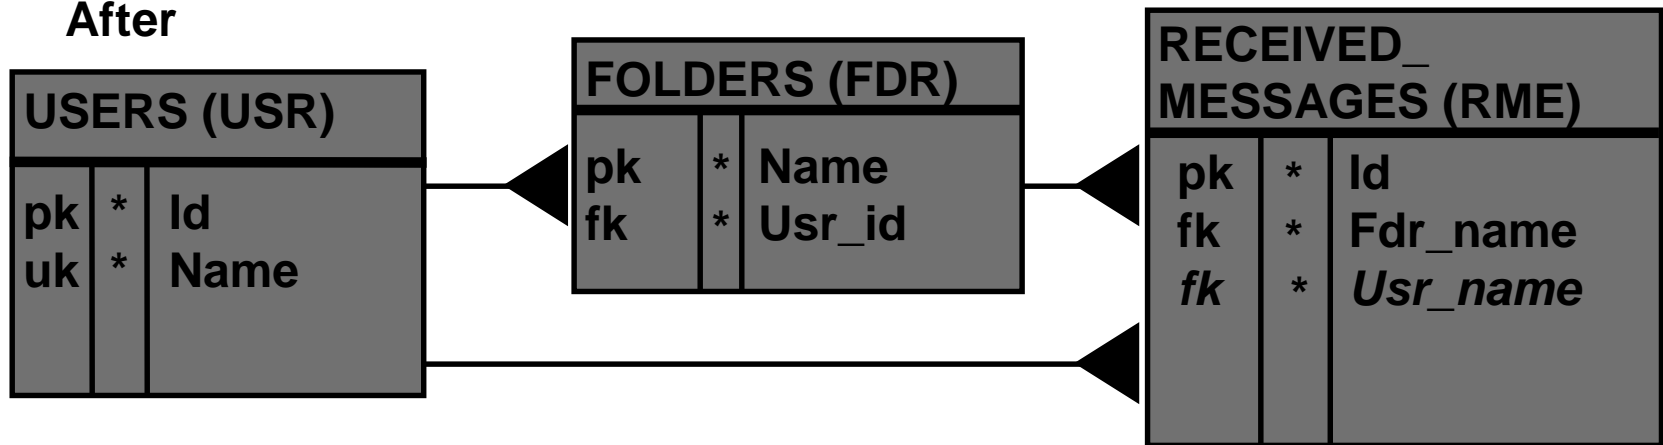 After
USERS (USR)
pk * Id
uk * Name
FOLDERS (FDR)
pk * Name
fk * Usr_id
RECEIVED_
MESSAGES (RME)
pk * Id
fk * Fdr_name
fk * Usr_name